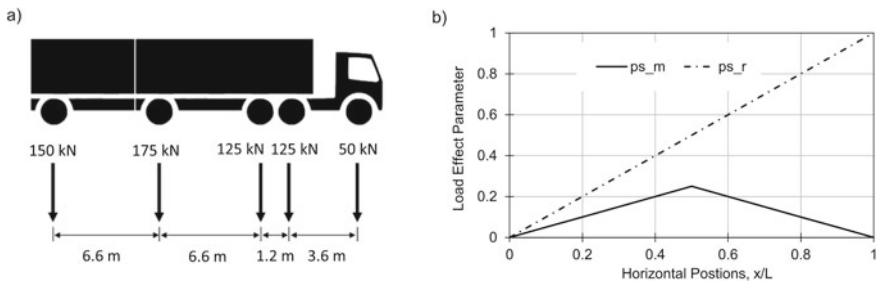 a)
150 kN
175 kN
125 kN
125 kN
50 kN
6.6 m
6.6 m
1.2 m
3.6 m
b)
1
0.8
0.6
0.4
0.2
0
ps_m
ps_r
Load Effect Parameter
0
0.2
0.4
0.6
0.8
1
Horizontal Postions, x/L